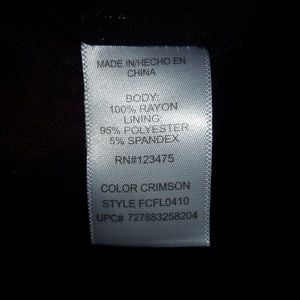 MADE IN/HECHO EN
CHINA
BODY:
100% RAYON
LINING:
95% POLYESTER
5% SPANDEX
RN#123475
COLOR CRIMSON
STYLE FCFL0410
UPC# 727883258204